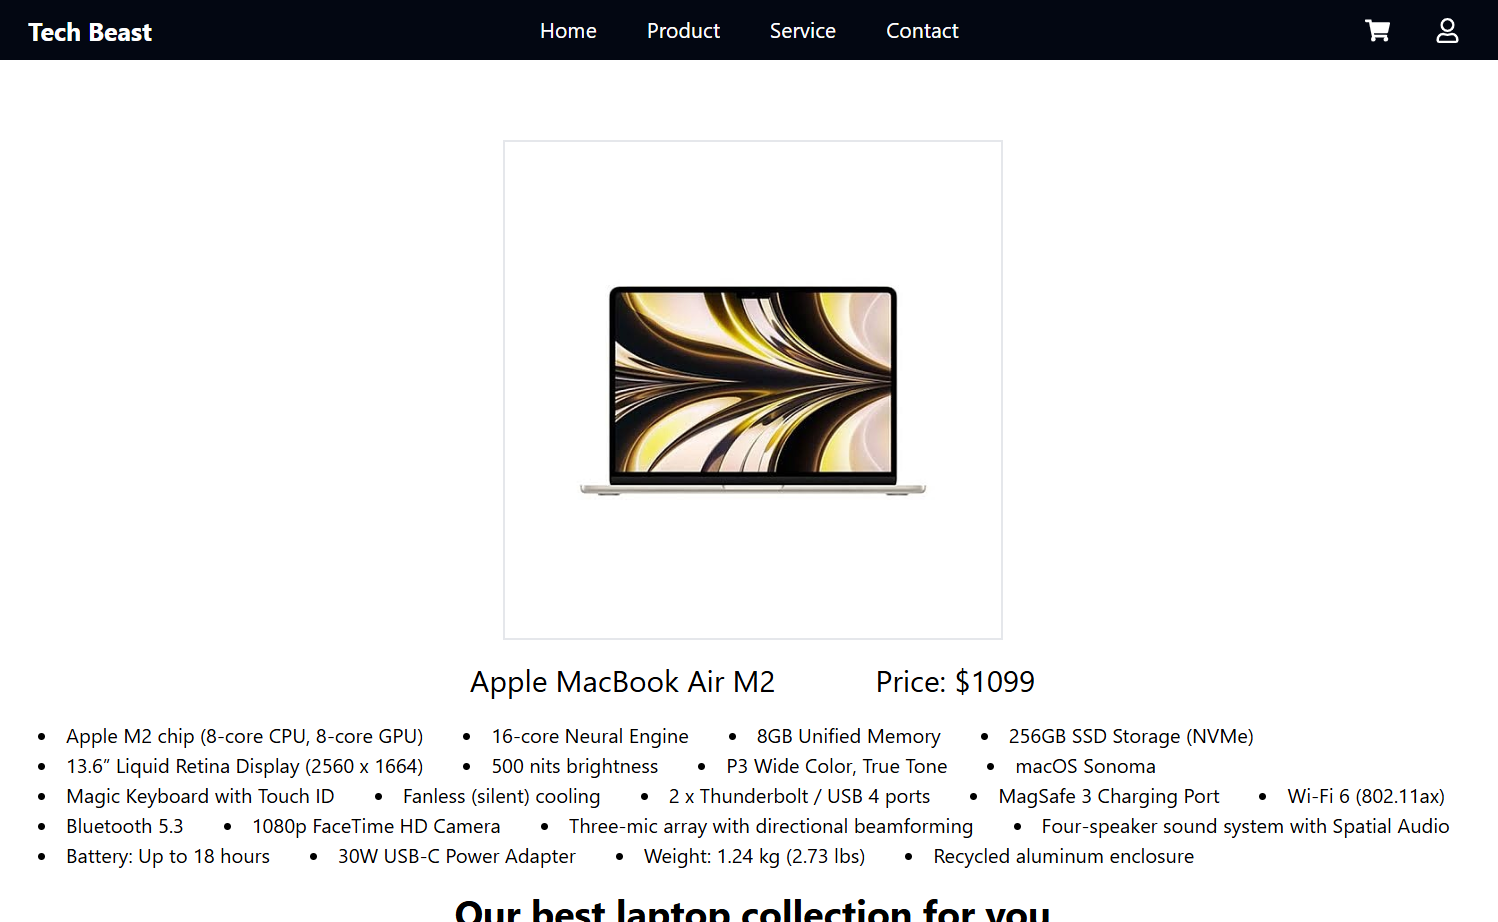 Tech Beast Home Product Service Contact
Apple MacBook Air M2 Price: $1099
• Apple M2 chip (8-core CPU, 8-core GPU) • 16-core Neural Engine • 8GB Unified Memory • 256GB SSD Storage (NVMe)
• 13.6” Liquid Retina Display (2560 x 1664) • 500 nits brightness • P3 Wide Color, True Tone • macOS Sonoma
• Magic Keyboard with Touch ID • Fanless (silent) cooling • 2 x Thunderbolt / USB 4 ports • MagSafe 3 Charging Port • Wi-Fi 6 (802.11ax)
• Bluetooth 5.3 • 1080p FaceTime HD Camera • Three-mic array with directional beamforming • Four-speaker sound system with Spatial Audio
• Battery: Up to 18 hours • 30W USB-C Power Adapter • Weight: 1.24 kg (2.73 lbs) • Recycled aluminum enclosure
Our best laptop collection for you